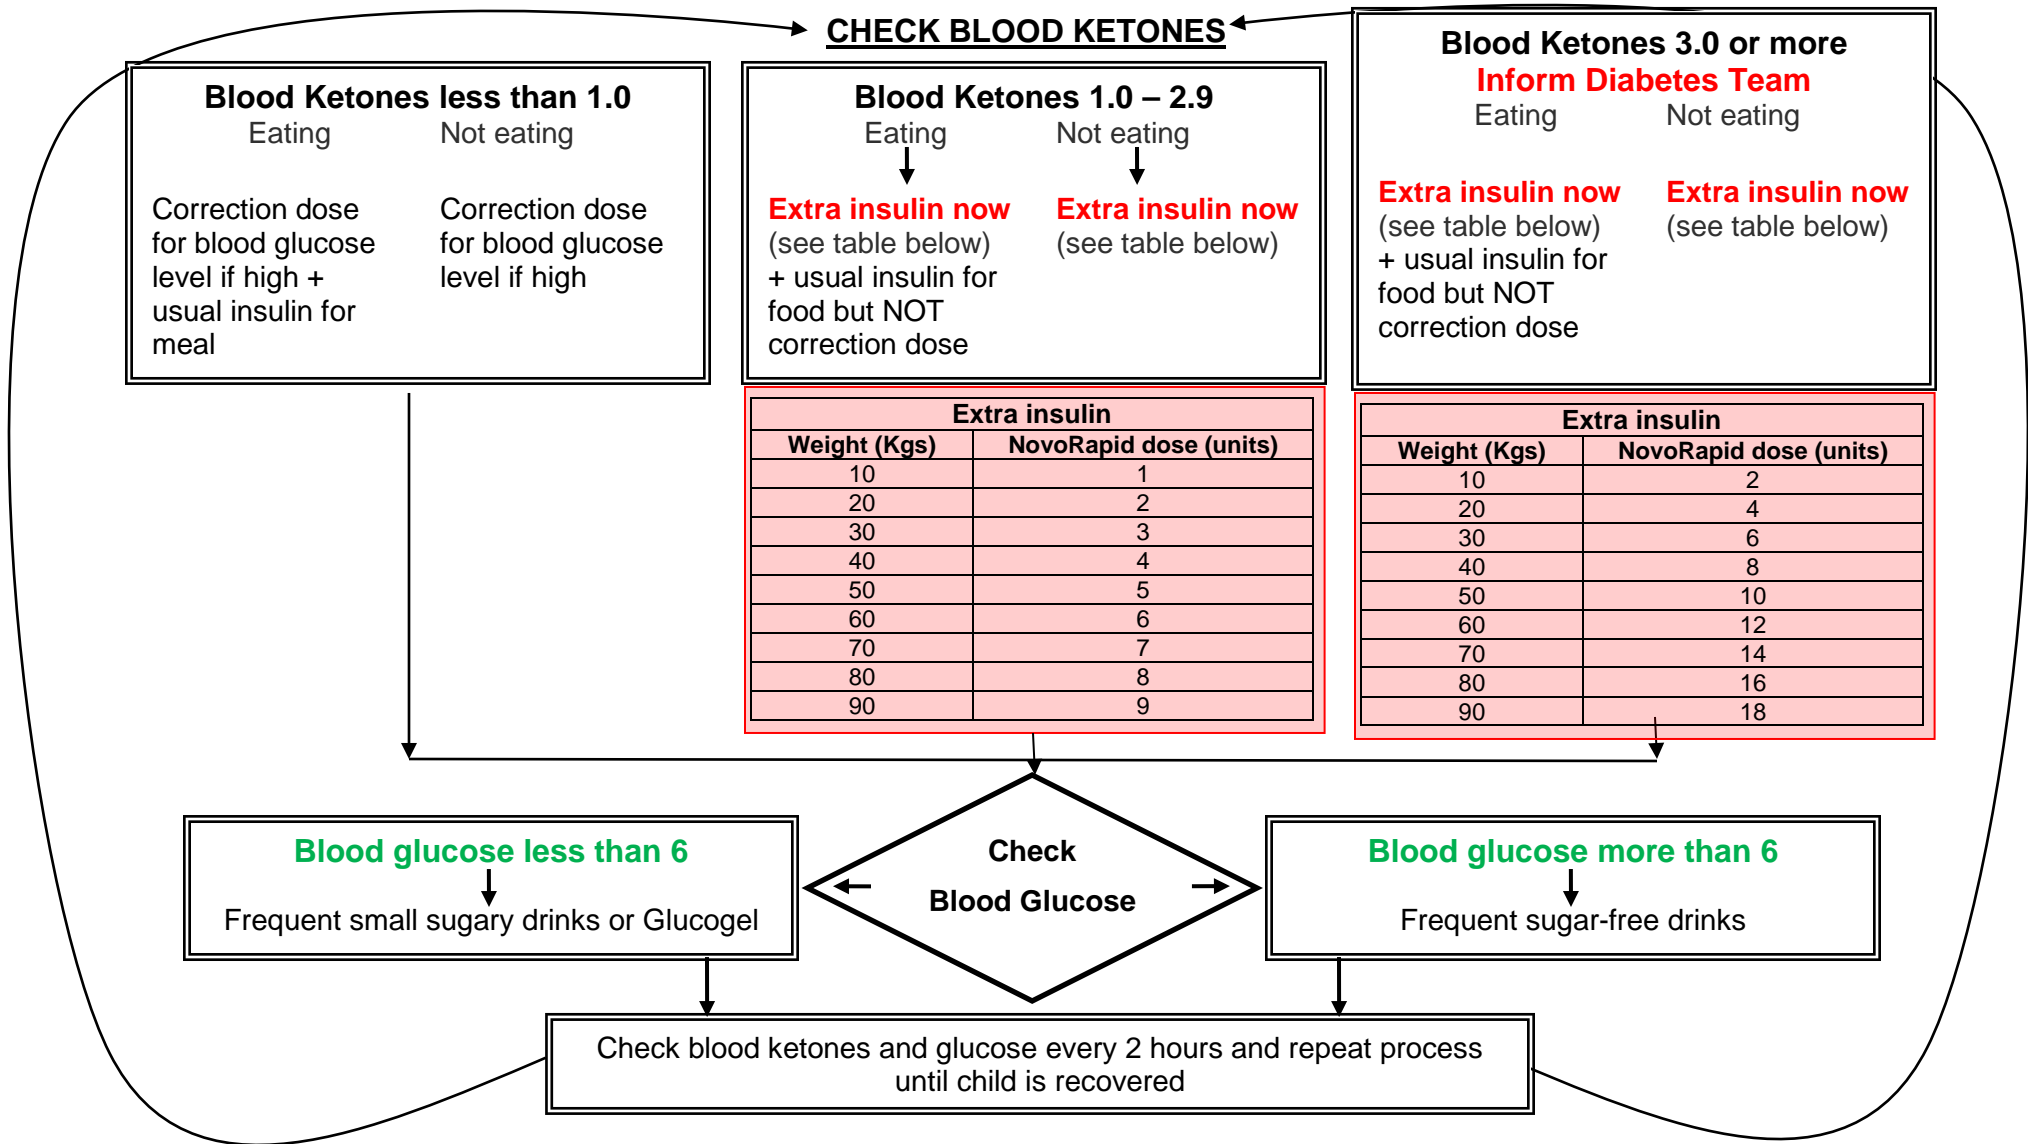 CHECK BLOOD KETONES
Blood Ketones less than 1.0
Eating Not eating
Correction dose
for blood glucose
level if high +
usual insulin for
meal
Correction dose
for blood glucose
level if high
Blood Ketones 1.0 – 2.9
Eating Not eating
Extra insulin now
(see table below)
+ usual insulin for
food but NOT
correction dose
Extra insulin now
(see table below)
Blood Ketones 3.0 or more
Inform Diabetes Team
Eating Not eating
Extra insulin now
(see table below)
+ usual insulin for
food but NOT
correction dose
Extra insulin now
(see table below)
Extra insulin
Weight (Kgs) NovoRapid dose (units)
10 1
20 2
30 3
40 4
50 5
60 6
70 7
80 8
90 9
Extra insulin
Weight (Kgs) NovoRapid dose (units)
10 2
20 4
30 6
40 8
50 10
60 12
70 14
80 16
90 18
Blood glucose less than 6
Frequent small sugary drinks or Glucogel
Check
Blood Glucose
Blood glucose more than 6
Frequent sugar-free drinks
Check blood ketones and glucose every 2 hours and repeat process
until child is recovered